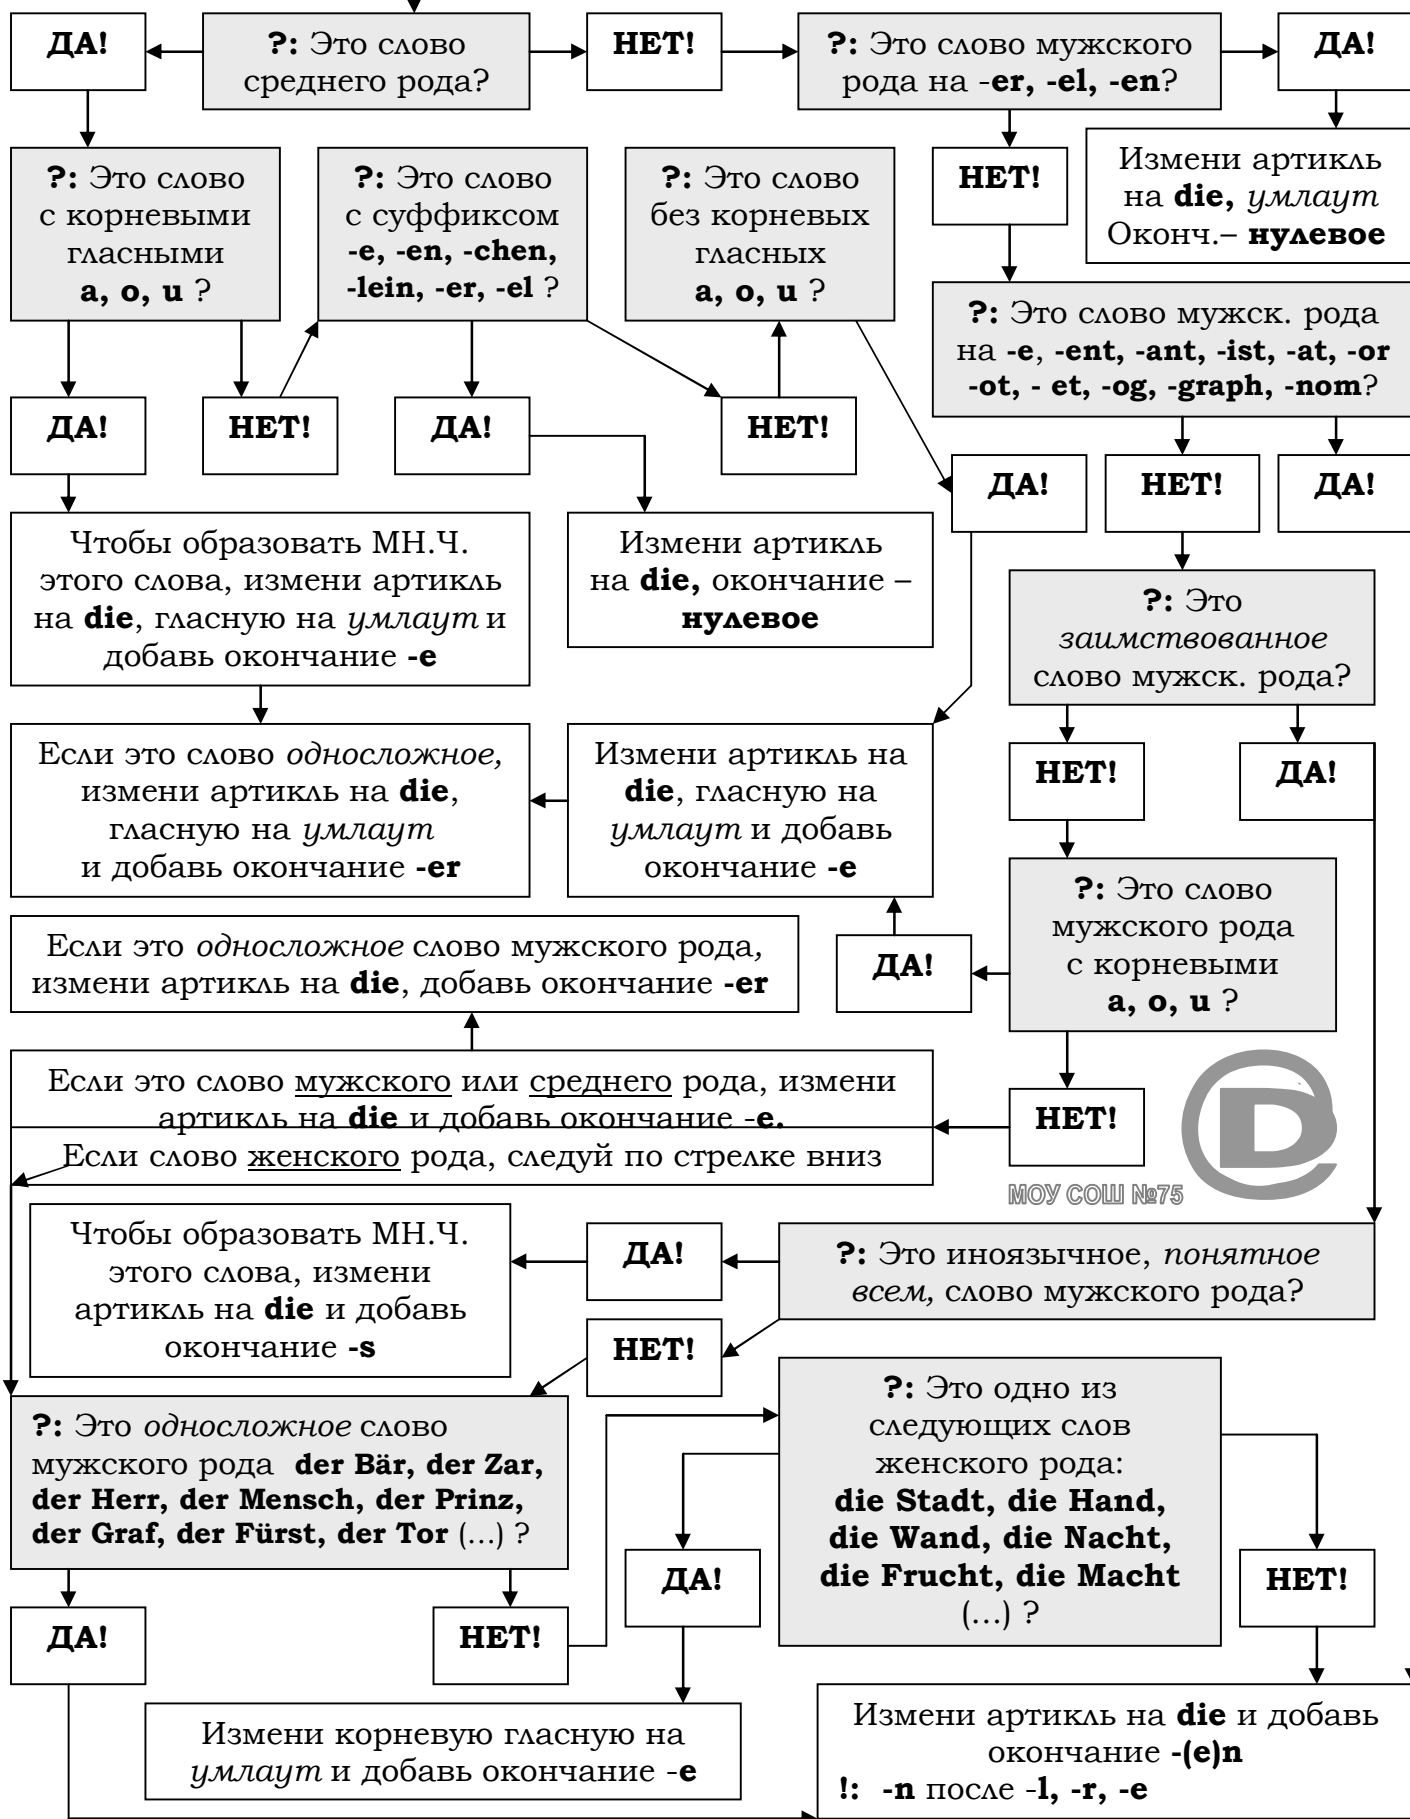 ДА!
?: Это слово
среднего рода?
НЕТ!
?: Это слово мужского
рода на -er, -el, -en?
ДА!
?: Это слово
с корневыми
гласными
a, o, u ?
?: Это слово
с суффиксом
-e, -en, -chen,
-lein, -er, -el ?
?: Это слово
без корневых
гласных
a, o, u ?
НЕТ!
Измени артикль
на die, умлаут
Оконч.– нулевое
?: Это слово мужск. рода
на -e, -ent, -ant, -ist, -at, -or
-ot, - et, -og, -graph, -nom?
ДА!
НЕТ!
ДА!
НЕТ!
ДА!
НЕТ!
ДА!
Чтобы образовать МН.Ч.
этого слова, измени артикль
на die, гласную на умлаут и
добавь окончание -e
Измени артикль
на die, окончание –
нулевое
?: Это
заимствованное
слово мужск. рода?
Если это слово односложное,
измени артикль на die,
гласную на умлаут
и добавь окончание -er
Измени артикль на
die, гласную на
умлаут и добавь
окончание -e
НЕТ!
ДА!
?: Это слово
мужского рода
с корневыми
a, o, u ?
Если это односложное слово мужского рода,
измени артикль на die, добавь окончание -er
ДА!
Если это слово мужского или среднего рода, измени
артикль на die и добавь окончание -e.
Если слово женского рода, следуй по стрелке вниз
НЕТ!
D
МОУ СОШ №75
Чтобы образовать МН.Ч.
этого слова, измени
артикль на die и добавь
окончание -s
ДА!
?: Это иноязычное, понятное
всем, слово мужского рода?
НЕТ!
?: Это односложное слово
мужского рода der Bär, der Zar,
der Herr, der Mensch, der Prinz,
der Graf, der Fürst, der Tor (...) ?
?: Это одно из
следующих слов
женского рода:
die Stadt, die Hand,
die Wand, die Nacht,
die Frucht, die Macht
(...) ?
ДА!
НЕТ!
ДА!
НЕТ!
Измени корневую гласную на
умлаут и добавь окончание -e
Измени артикль на die и добавь
окончание -(e)n
!: -n после -l, -r, -e